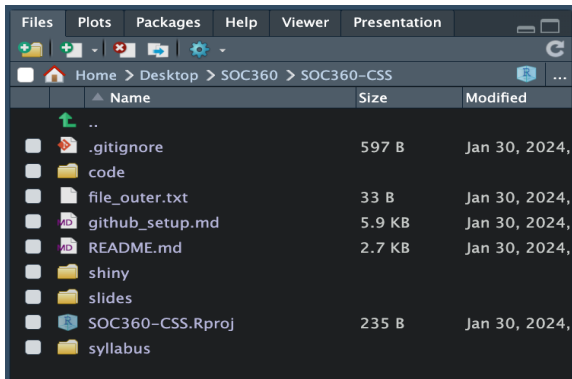 Files Plots Packages Help Viewer Presentation
Home > Desktop > SOC360 > SOC360-CSS ...
Name Size Modified
..
.gitignore 597 B Jan 30, 2024,
code
file_outer.txt 33 B Jan 30, 2024,
MD github_setup.md 5.9 KB Jan 30, 2024,
MD README.md 2.7 KB Jan 30, 2024,
shiny
slides
R SOC360-CSS.Rproj 235 B Jan 30, 2024,
syllabus